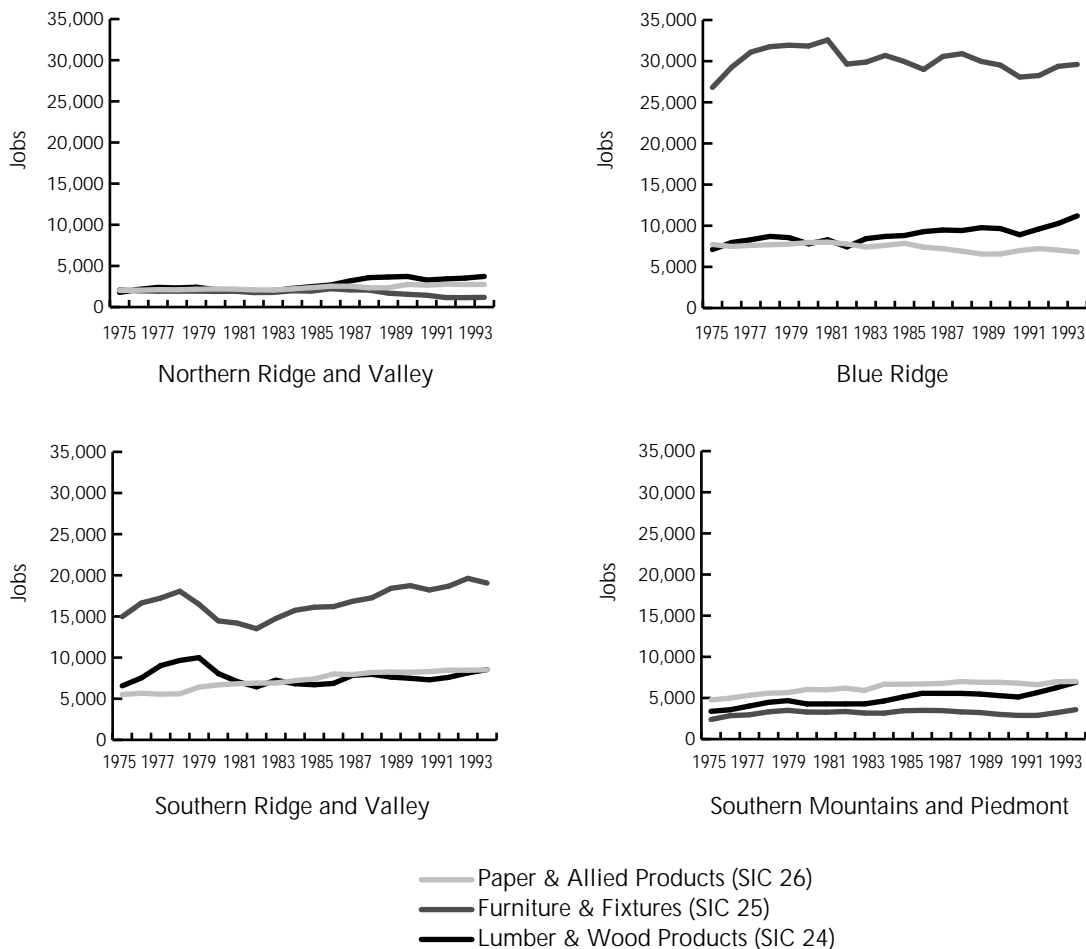 35,000
30,000
25,000
20,000
15,000
10,000
5,000
0
Jobs
1975 1977 1979 1981 1983 1985 1987 1989 1991 1993
Northern Ridge and Valley
35,000
30,000
25,000
20,000
15,000
10,000
5,000
0
Jobs
1975 1977 1979 1981 1983 1985 1987 1989 1991 1993
Blue Ridge
35,000
30,000
25,000
20,000
15,000
10,000
5,000
0
Jobs
1975 1977 1979 1981 1983 1985 1987 1989 1991 1993
Southern Ridge and Valley
35,000
30,000
25,000
20,000
15,000
10,000
5,000
0
Jobs
1975 1977 1979 1981 1983 1985 1987 1989 1991 1993
Southern Mountains and Piedmont
Paper & Allied Products (SIC 26)
Furniture & Fixtures (SIC 25)
Lumber & Wood Products (SIC 24)